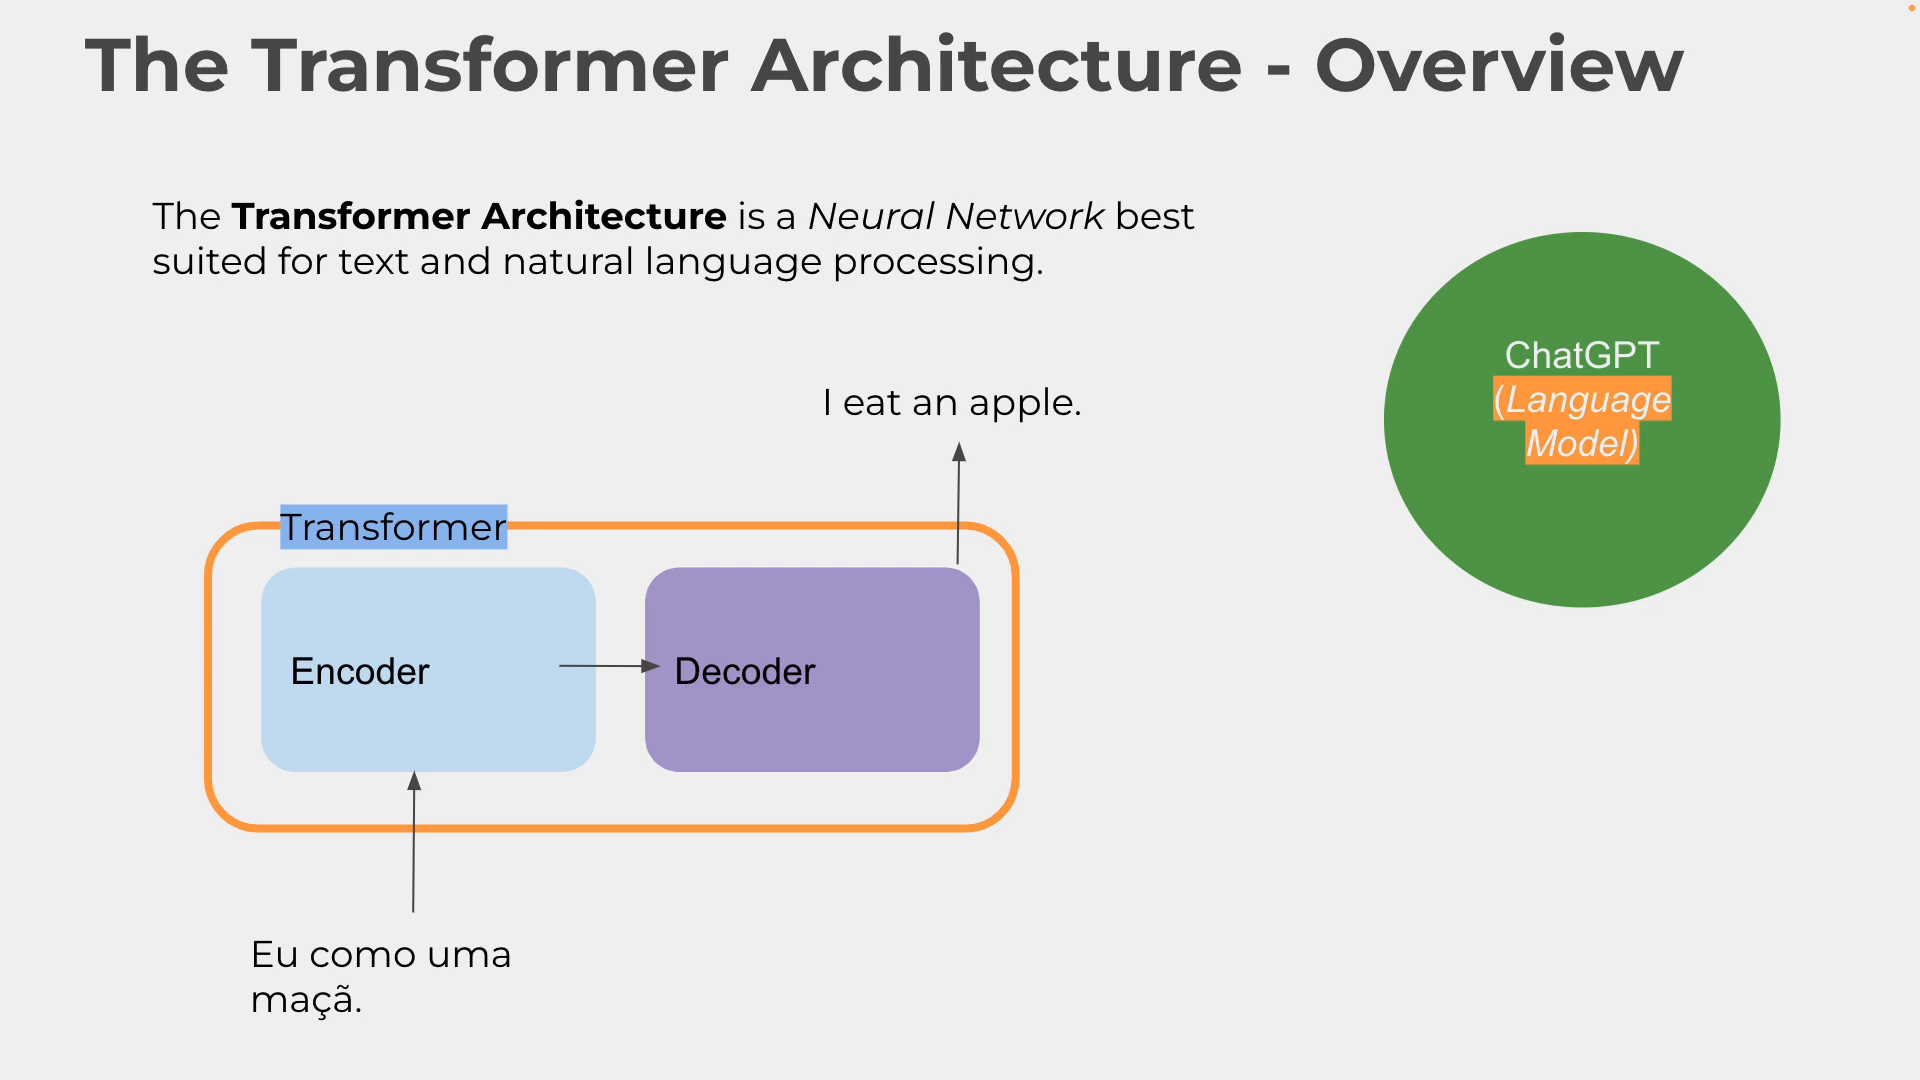 The Transformer Architecture - Overview
The Transformer Architecture is a Neural Network best
suited for text and natural language processing.
ChatGPT
(Language
Model)
I eat an apple.
Transformer
Encoder
Decoder
Eu como uma
maçã.